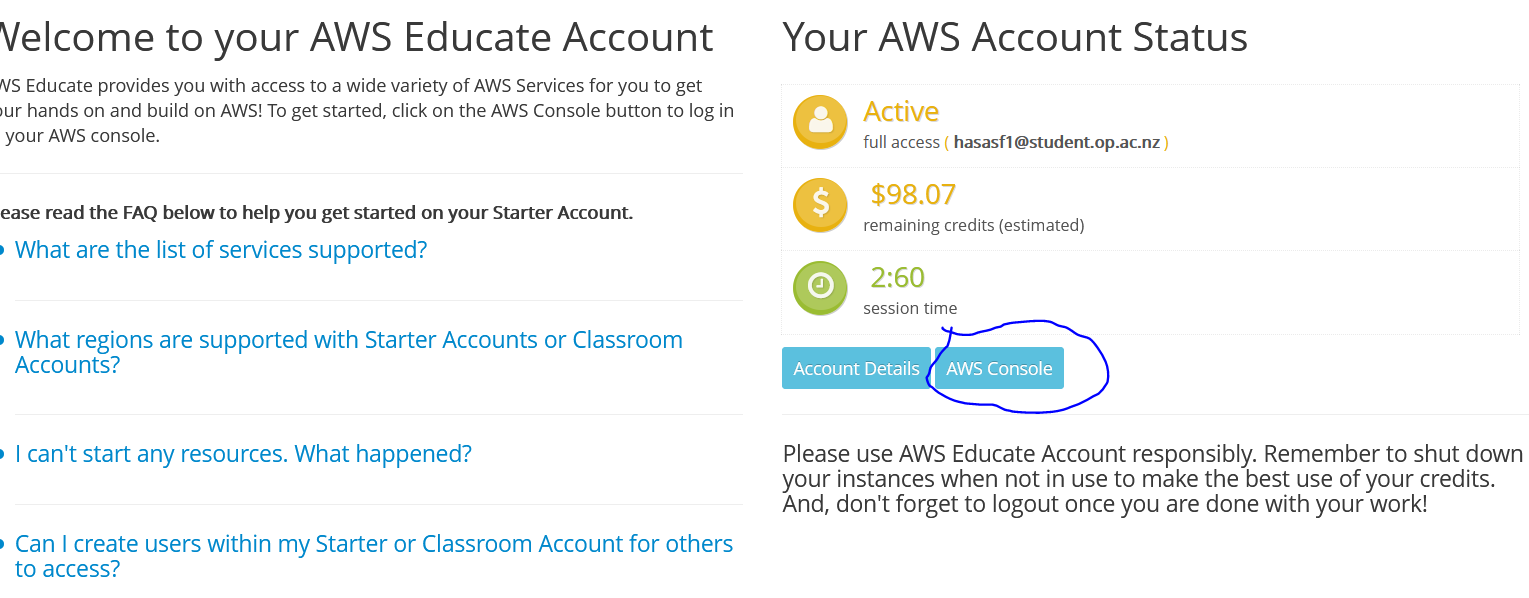 Welcome to your AWS Educate Account
WS Educate provides you with access to a wide variety of AWS Services for you to get
our hands on and build on AWS! To get started, click on the AWS Console button to log in
your AWS console.
ease read the FAQ below to help you get started on your Starter Account.
What are the list of services supported?
What regions are supported with Starter Accounts or Classroom
Accounts?
I can't start any resources. What happened?
Can I create users within my Starter or Classroom Account for others
to access?
Your AWS Account Status
Active
full access ( hasasf1@student.op.ac.nz )
$
$98.07
remaining credits (estimated)
2:60
session time
Account Details
AWS Console
Please use AWS Educate Account responsibly. Remember to shut down
your instances when not in use to make the best use of your credits.
And, don't forget to logout once you are done with your work!